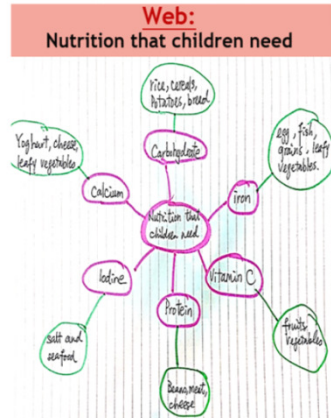 Web:
Nutrition that children need
rice, cereals,
Potatoes, bread
Carbohydrate
Yoghurt, cheese,
leafy vegetables
Calcium
egg, fish,
grains, leafy
vegetables.
iron
Nutrition that
children need
Iodine
Vitamin C
Protein
salt and
seafood
fruits
vegetables
Beans, meat,
cheese